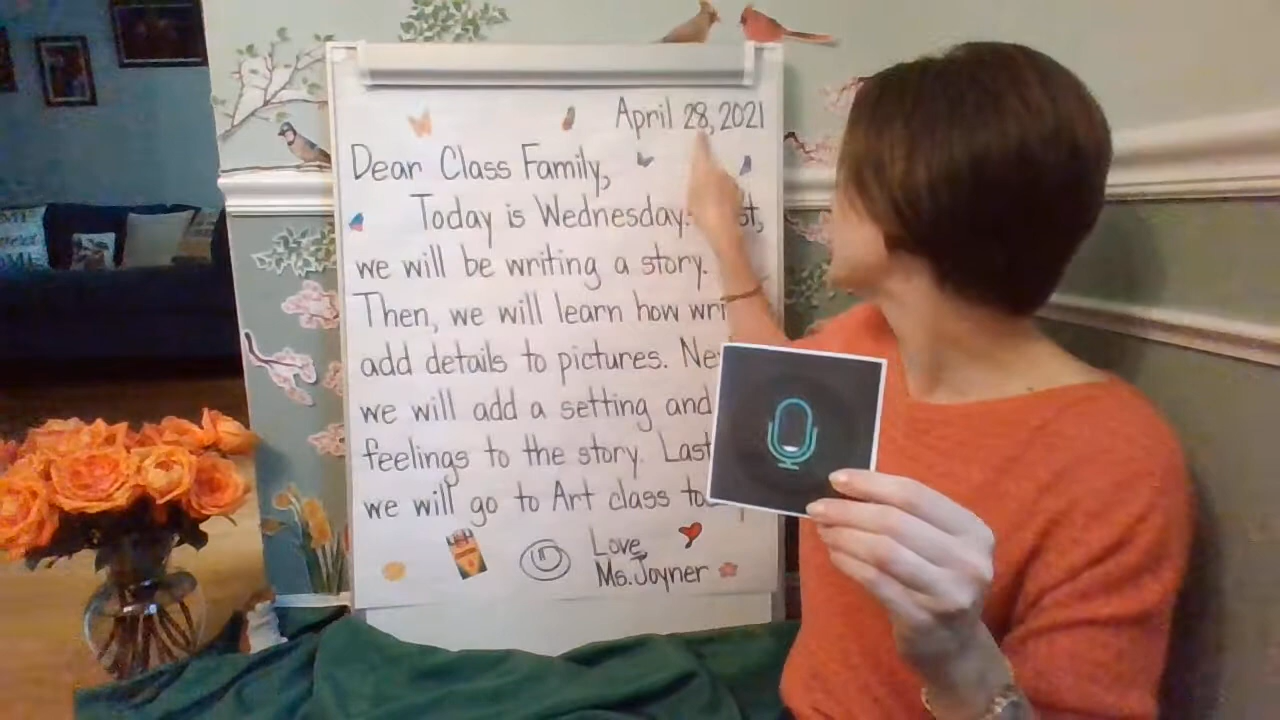 April 28, 2021
Dear Class Family,
Today is Wednesday.
we will be writing a story.
Then, we will learn how
add details to pictures.
we will add a setting and
feelings to the story. Last
we will go to Art class
Love,
Ms. Joyner